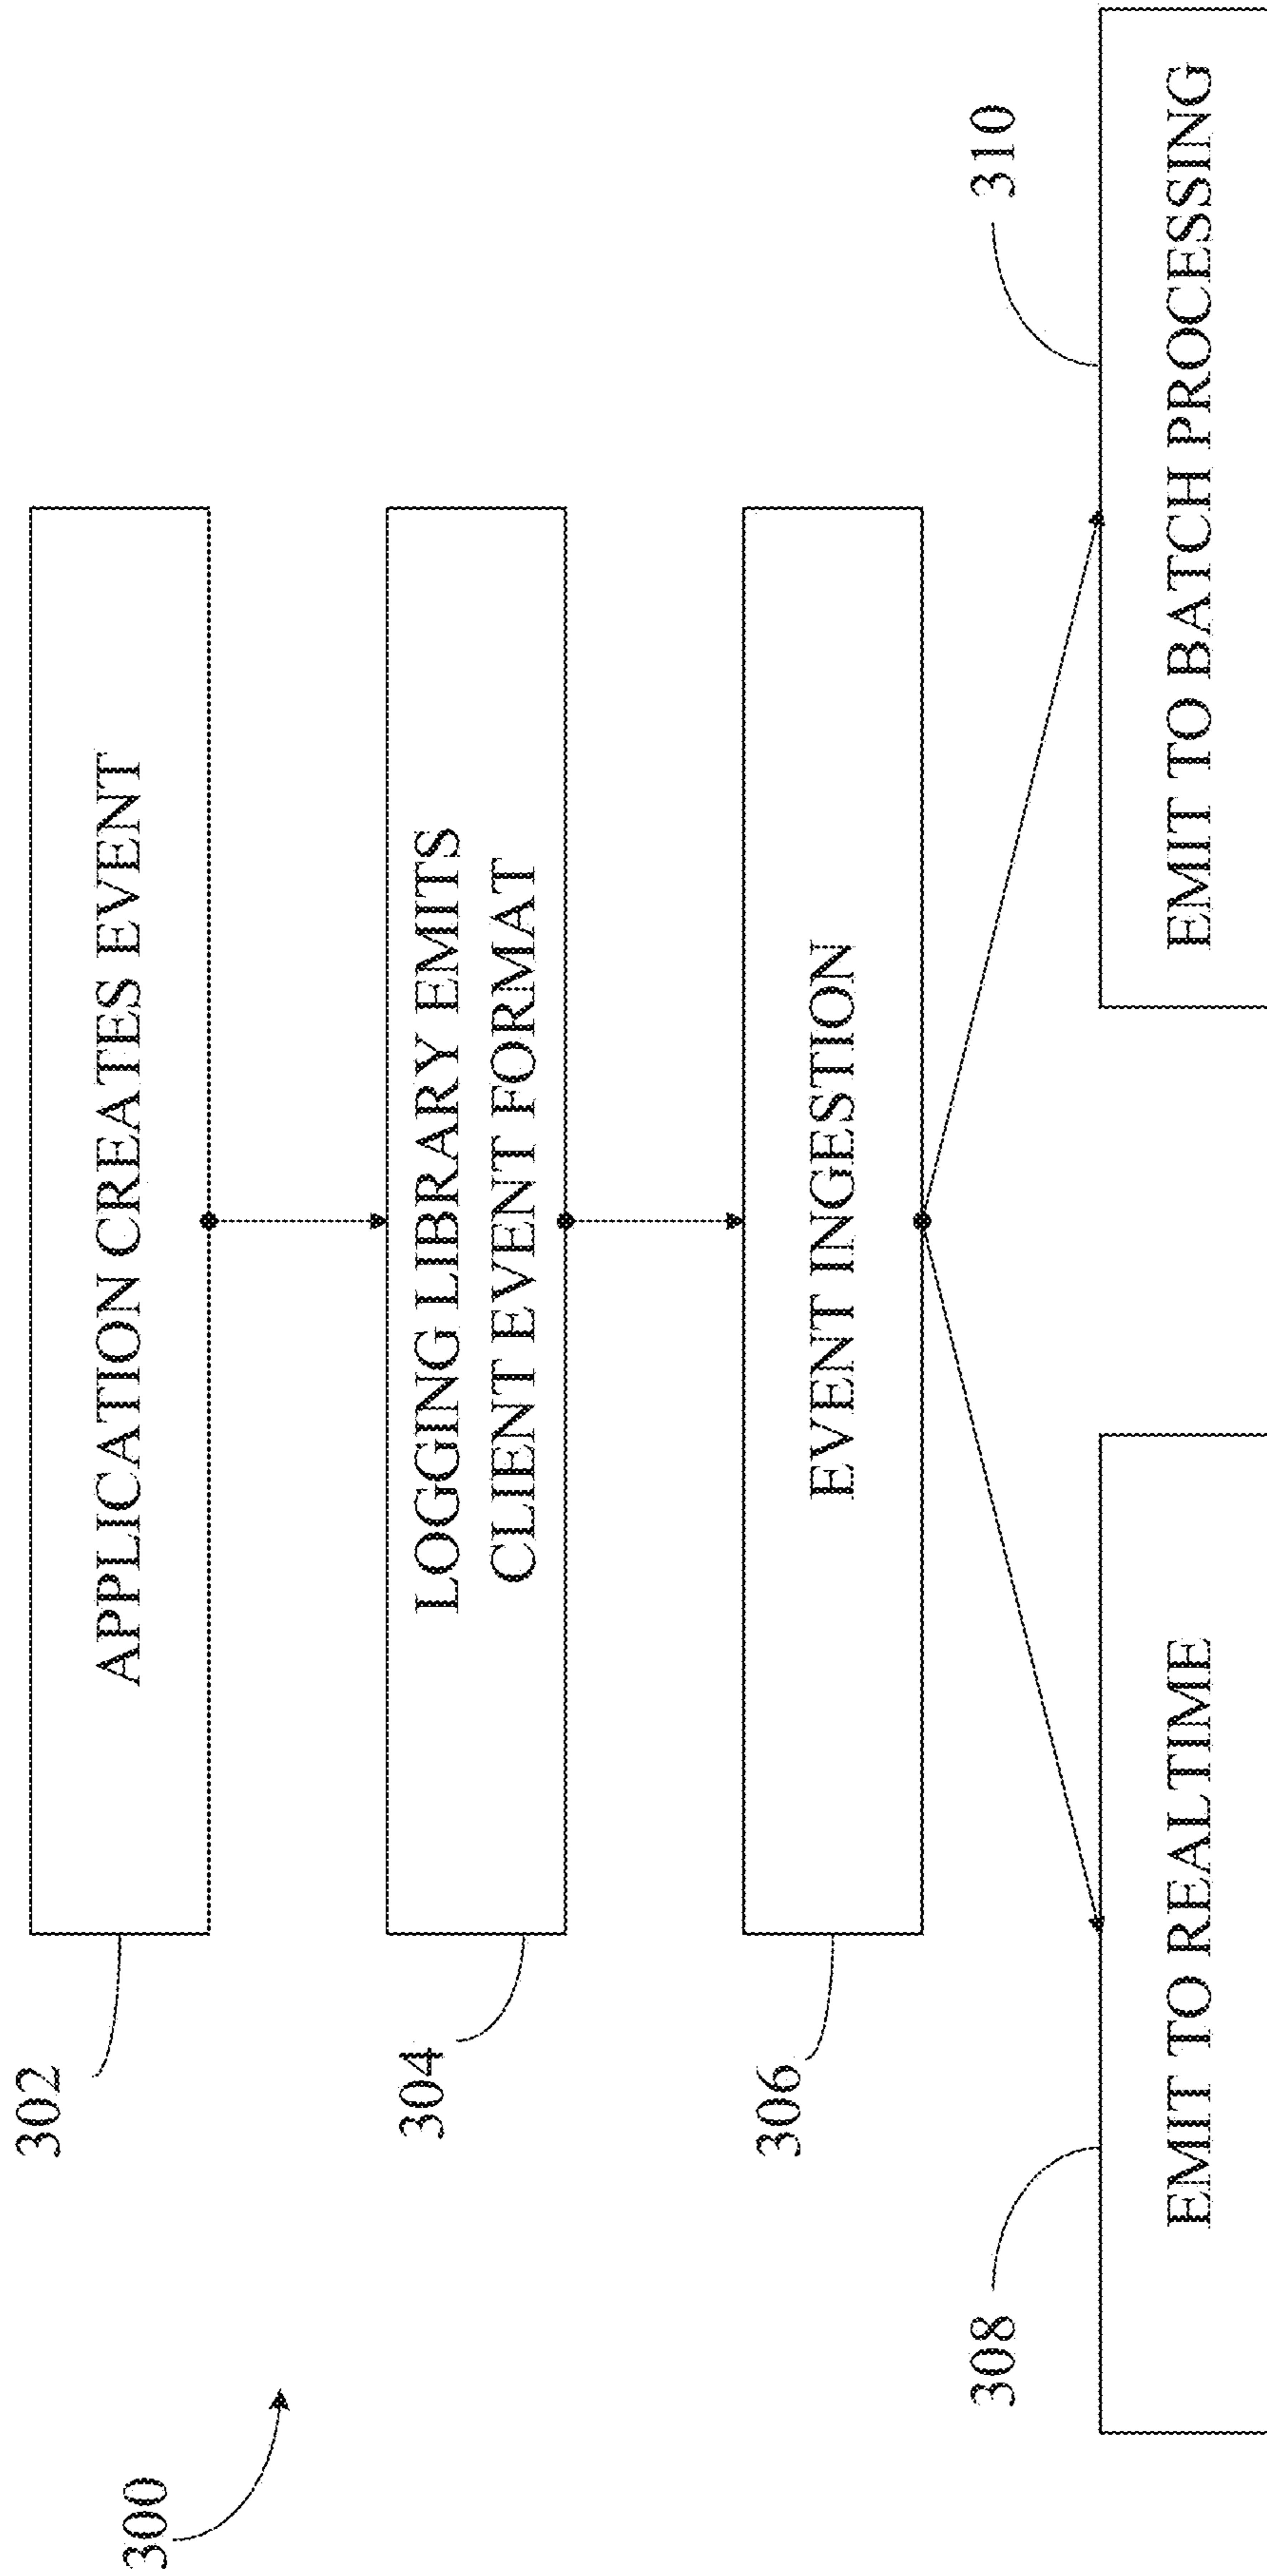 300
302
APPLICATION CREATES EVENT
304
LOGGING LIBRARY EMITS
CLIENT EVENT FORMAT
306
EVENT INGESTION
308
EMIT TO REALTIME
310
EMIT TO BATCH PROCESSING